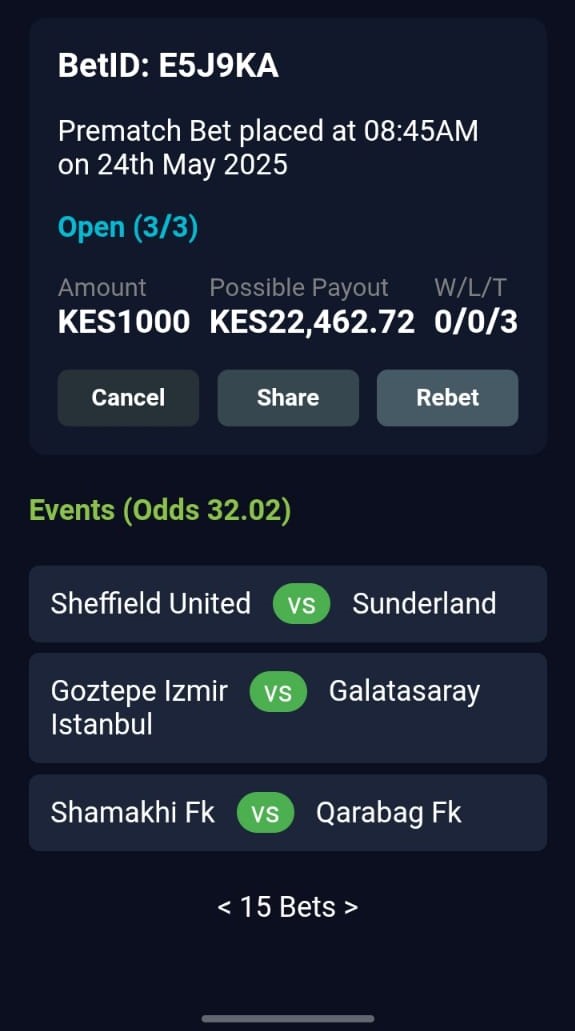 BetID: E5J9KA
Prematch Bet placed at 08:45AM
on 24th May 2025
Open (3/3)
Amount Possible Payout W/L/T
KES1000 KES22,462.72 0/0/3
Cancel Share Rebet
Events (Odds 32.02)
Sheffield United vs Sunderland
Goztepe Izmir vs Galatasaray
Istanbul
Shamakhi Fk vs Qarabag Fk
< 15 Bets >